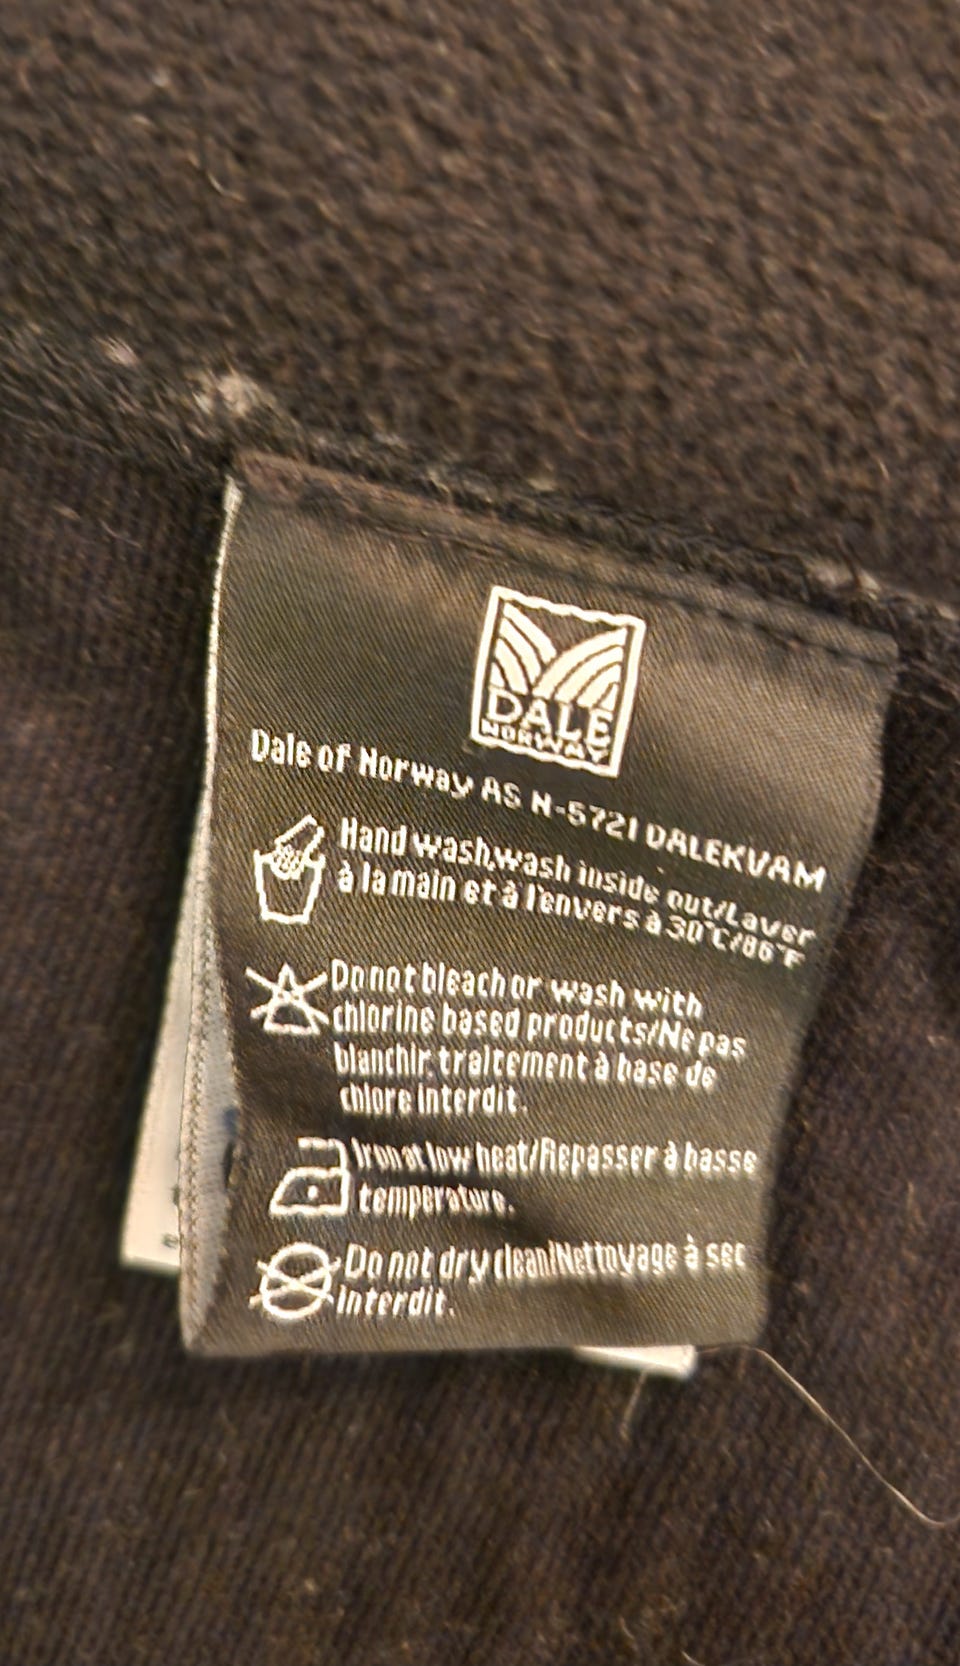 DALE
NORWAY
Dale of Norway AS N-5721 DALEKVAM
Hand wash,wash inside out/Laver
à la main et à l'envers à 30°C/86°F
Do not bleach or wash with
chlorine based products/Ne pas
blanchir, traitement à base de
chlore interdit.
Iron at low heat/Repasser à basse
temperature.
Do not dry clean/Nettoyage à sec
interdit.